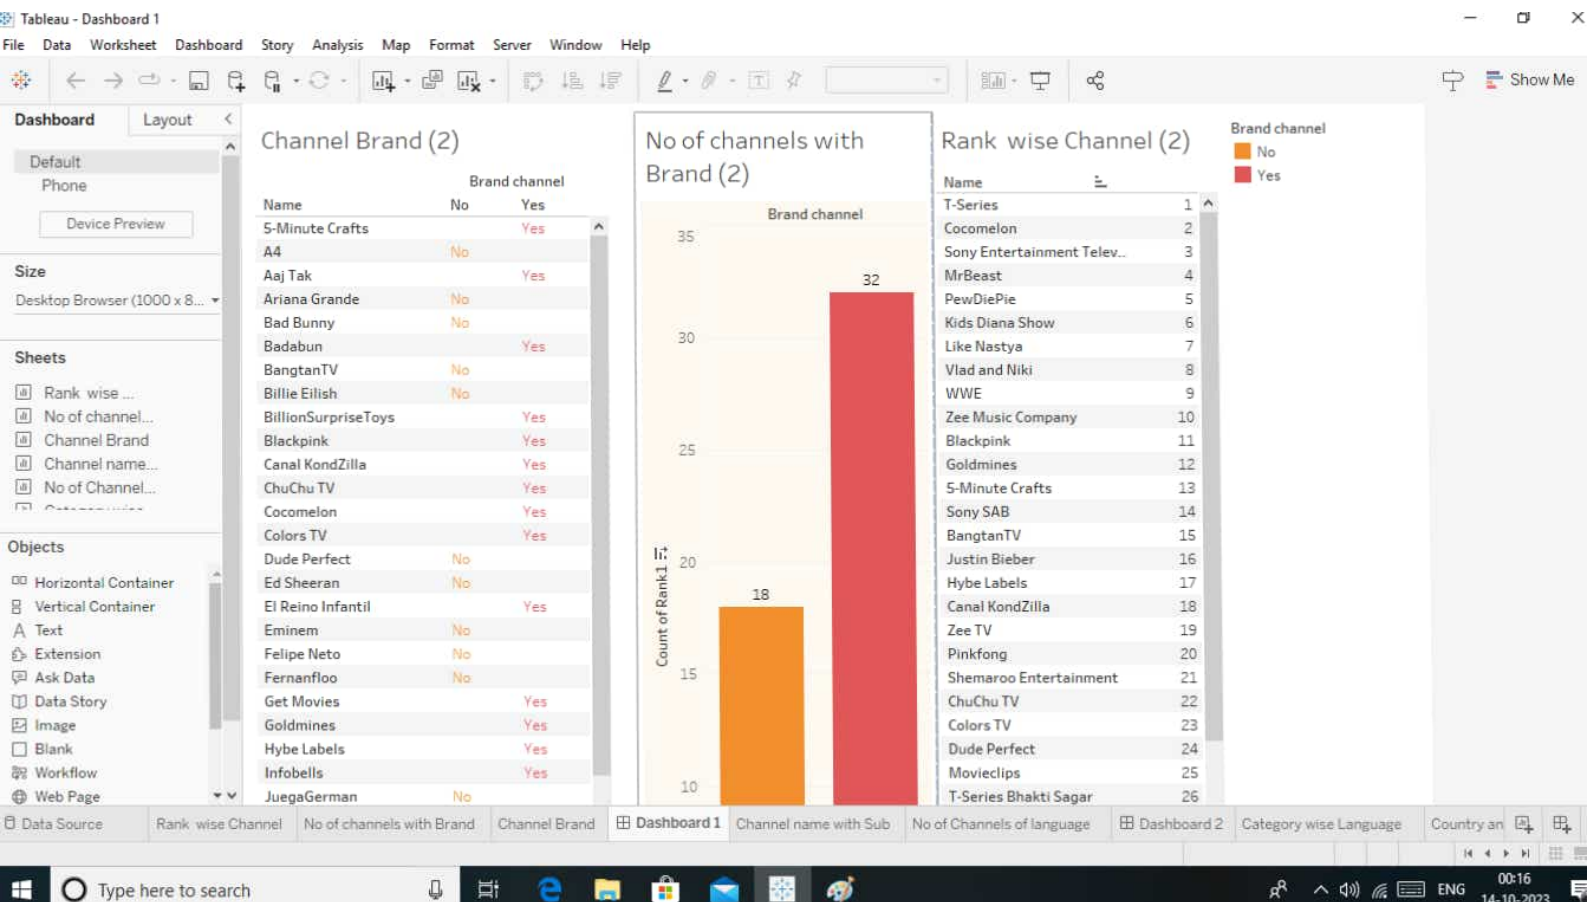 Tableau - Dashboard 1
File Data Worksheet Dashboard Story Analysis Map Format Server Window Help
Show Me
Dashboard Layout
Default
Phone
Device Preview
Size
Desktop Browser (1000 x 8...
Sheets
Rank wise ...
No of channel...
Channel Brand
Channel name...
No of Channel...
Objects
Horizontal Container
Vertical Container
Text
Extension
Ask Data
Data Story
Image
Blank
Workflow
Web Page
Channel Brand (2)
Brand channel
Name No Yes
5-Minute Crafts Yes
A4 No
Aaj Tak Yes
Ariana Grande No
Bad Bunny No
Badabun Yes
BangtanTV No
Billie Eilish No
BillionSurpriseToys Yes
Blackpink Yes
Canal KondZilla Yes
ChuChu TV Yes
Cocomelon Yes
Colors TV Yes
Dude Perfect No
Ed Sheeran No
El Reino Infantil Yes
Eminem No
Felipe Neto No
Fernanfloo No
Get Movies Yes
Goldmines Yes
Hybe Labels Yes
Infobells Yes
JuegaGerman No
No of channels with
Brand (2)
Brand channel
35
32
30
25
20
18
15
10
Count of Rank1
Rank wise Channel (2)
Name
T-Series 1
Cocomelon 2
Sony Entertainment Telev.. 3
MrBeast 4
PewDiePie 5
Kids Diana Show 6
Like Nastya 7
Vlad and Niki 8
WWE 9
Zee Music Company 10
Blackpink 11
Goldmines 12
5-Minute Crafts 13
Sony SAB 14
BangtanTV 15
Justin Bieber 16
Hybe Labels 17
Canal KondZilla 18
Zee TV 19
Pinkfong 20
Shemaroo Entertainment 21
ChuChu TV 22
Colors TV 23
Dude Perfect 24
Movieclips 25
T-Series Bhakti Sagar 26
Brand channel
No
Yes
Data Source Rank wise Channel No of channels with Brand Channel Brand Dashboard 1 Channel name with Sub No of Channels of language Dashboard 2 Category wise Language Country an
Type here to search
ENG
00:16
14-10-2023